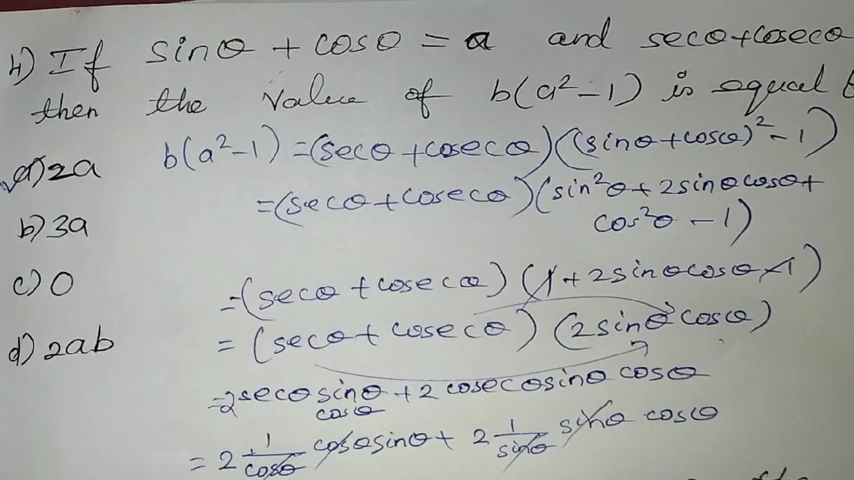 4) If sinθ + cosθ = a and secθ+cosecθ
then the value of b(a²-1) is equal
a) 2a b(a²-1) = (secθ + cosecθ)((sinθ+cosθ)²-1)
= (secθ + cosecθ)(sin²θ + 2sinθcosθ +
cos²θ - 1)
b) 3a
c) 0
= (secθ + cosecθ) (1 + 2sinθcosθ - 1)
= (secθ + cosecθ) (2sinθ cosθ)
d) 2ab
= 2secθ sinθ cosθ + 2 cosecθ sinθ cosθ
= 2 1/cosθ cosθ sinθ + 2 1/sinθ sinθ cosθ